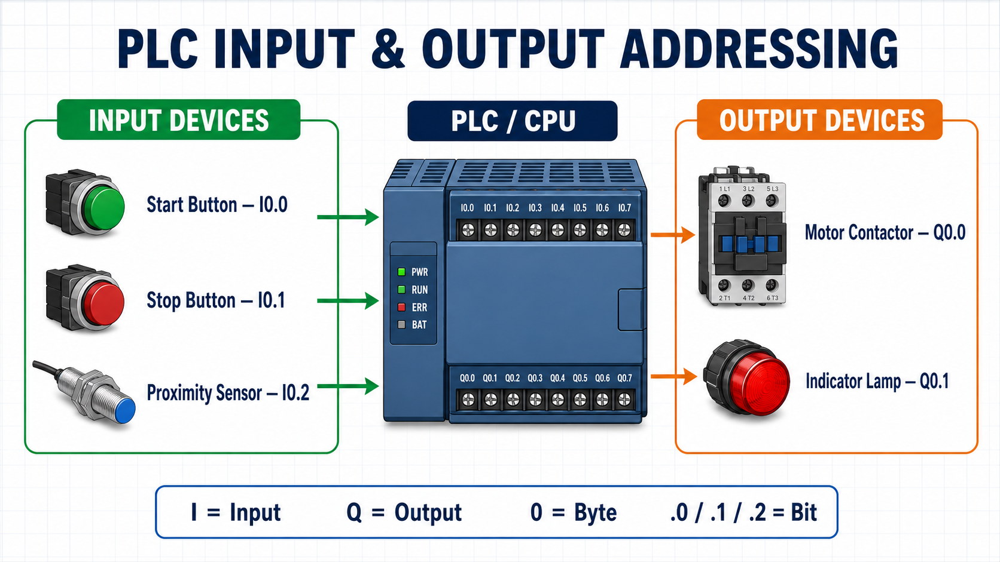 PLC INPUT & OUTPUT ADDRESSING
INPUT DEVICES
Start Button – I0.0
Stop Button – I0.1
Proximity Sensor – I0.2
PLC / CPU
I0.0 I0.1 I0.2 I0.3 I0.4 I0.5 I0.6 I0.7
PWR
RUN
ERR
BAT
Q0.0 Q0.1 Q0.2 Q0.3 Q0.4 Q0.5 Q0.6 Q0.7
OUTPUT DEVICES
1 L1 3 L2 5 L3
Motor Contactor – Q0.0
2 T1 4 T2 6 T3
Indicator Lamp – Q0.1
I = Input Q = Output 0 = Byte .0 / .1 / .2 = Bit